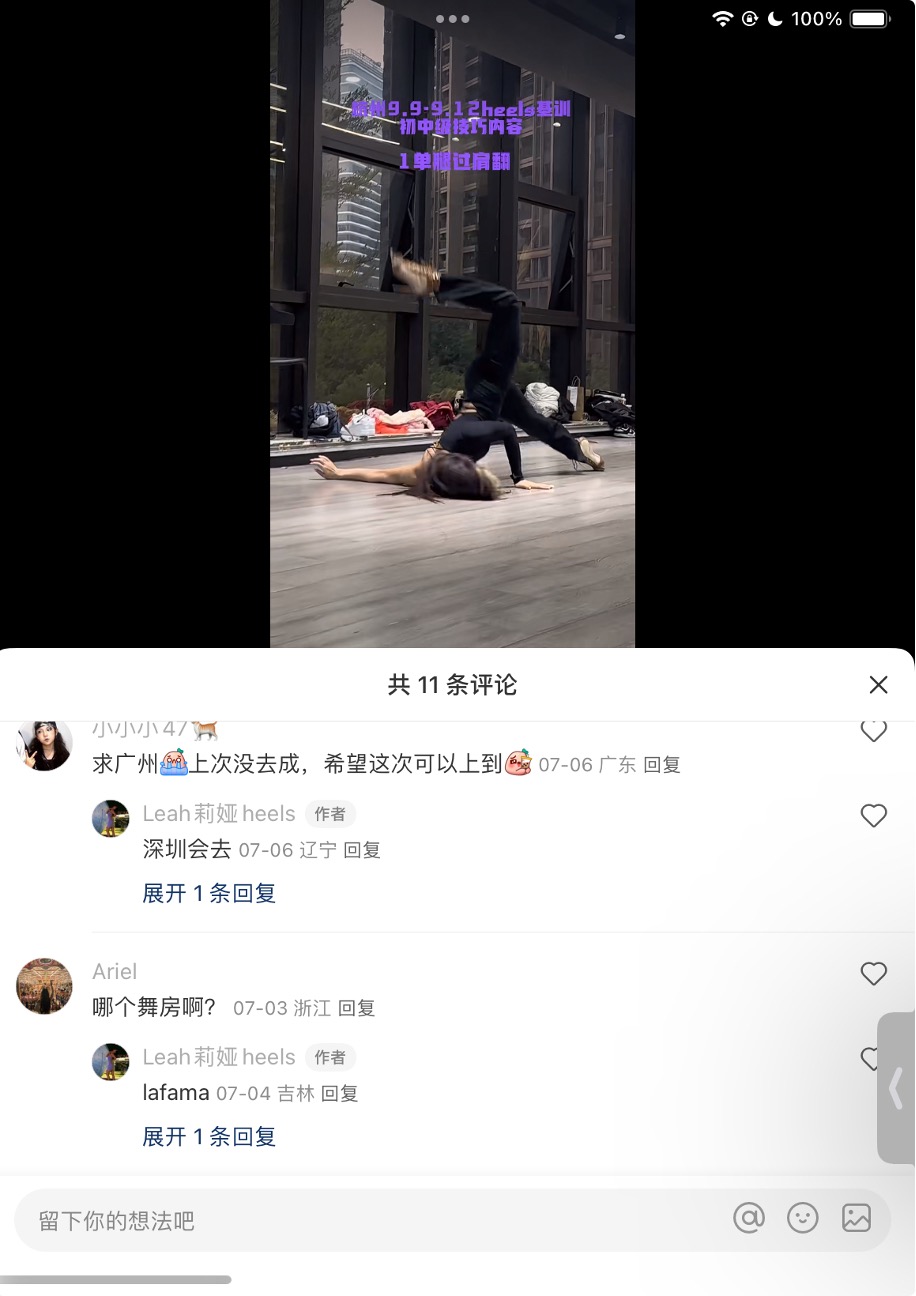 100%
州9.9-9.12heels集训
初中级技巧内容
1单腿过肩翻
共 11 条评论
小小小47🐕
求广州上次没去成，希望这次可以上到 07-06 广东 回复
Leah莉娅heels 作者
深圳会去 07-06 辽宁 回复
展开 1 条回复
Ariel
哪个舞房啊？ 07-03 浙江 回复
Leah莉娅heels 作者
lafama 07-04 吉林 回复
展开 1 条回复
留下你的想法吧